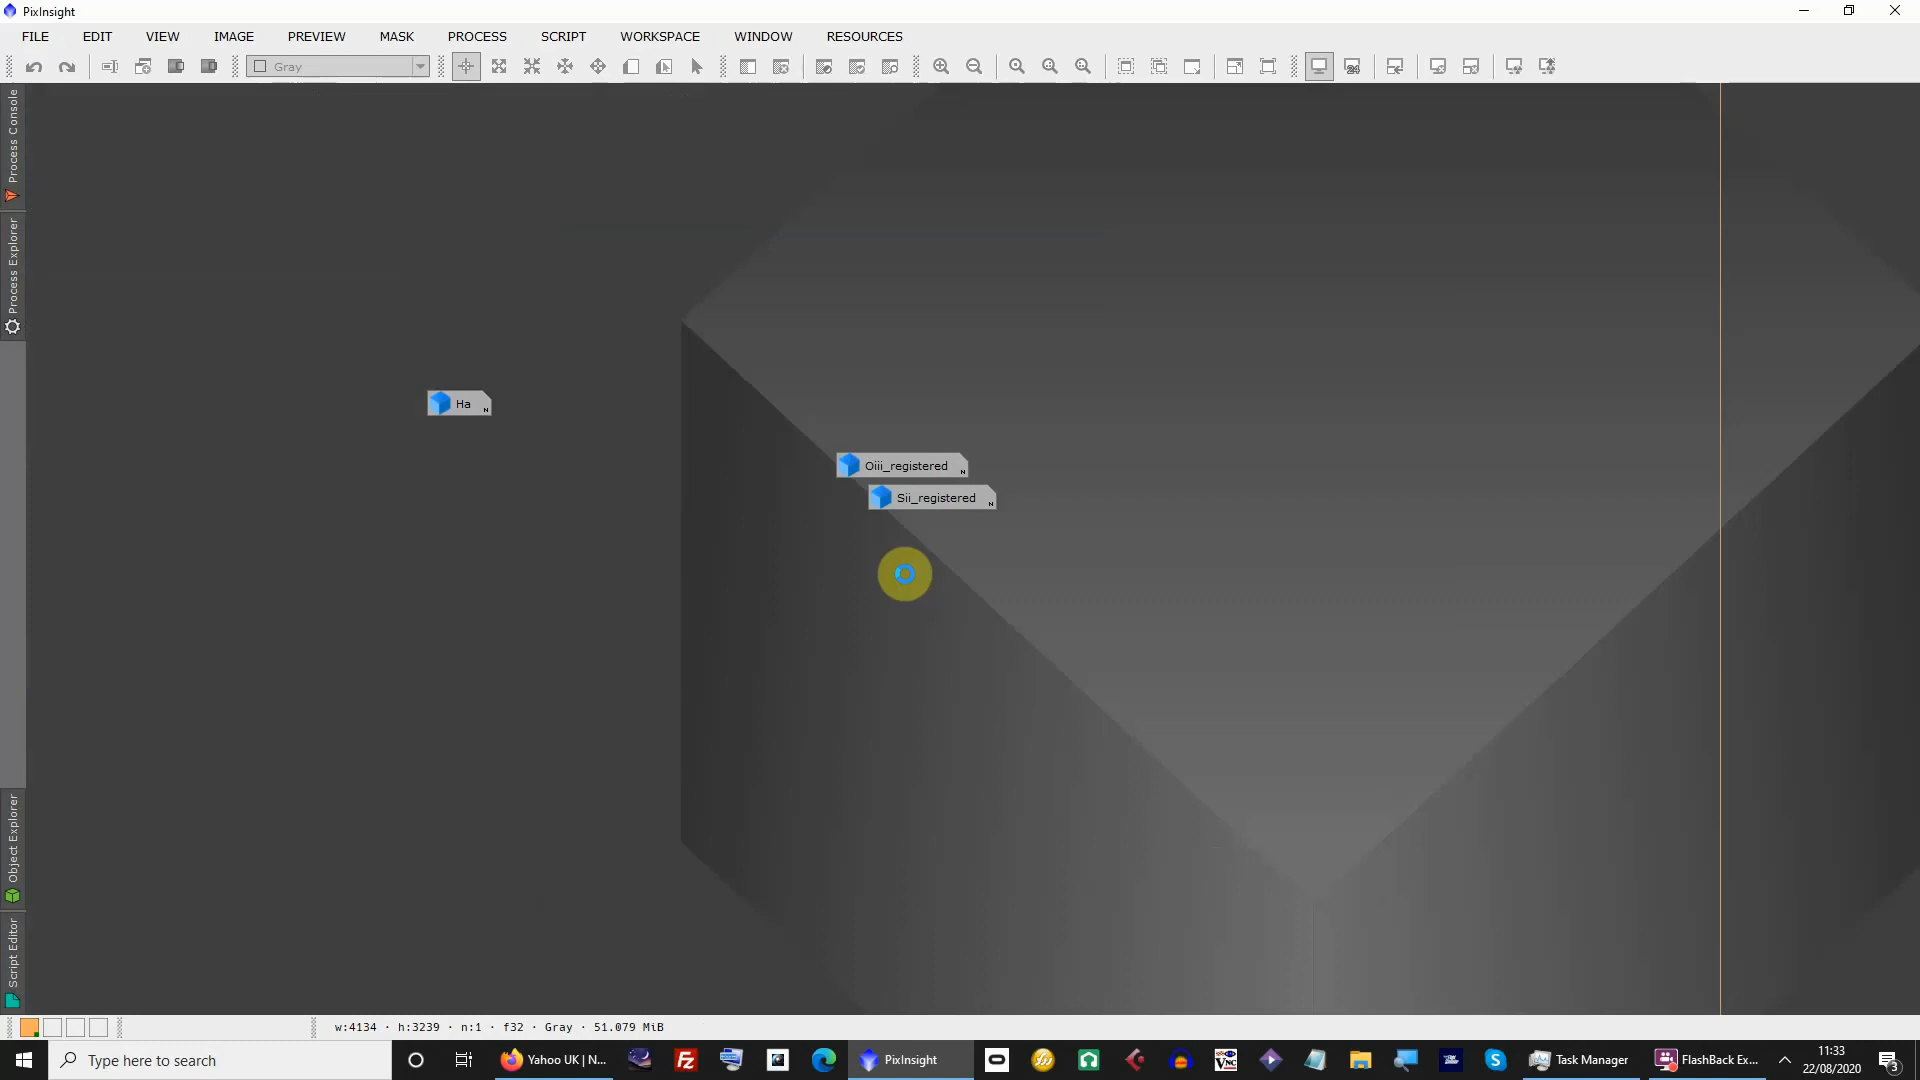 PixInsight
FILE EDIT VIEW IMAGE PREVIEW MASK PROCESS SCRIPT WORKSPACE WINDOW RESOURCES
Gray
Process Console
Process Explorer
Ha
N
Oiii_registered
N
Sii_registered
N
Object Explorer
Script Editor
w:4134 · h:3239 · n:1 · f32 · Gray · 51.079 MiB
Type here to search
Yahoo UK | N...
PixInsight
Task Manager
FlashBack Ex...
11:33
22/08/2020
3